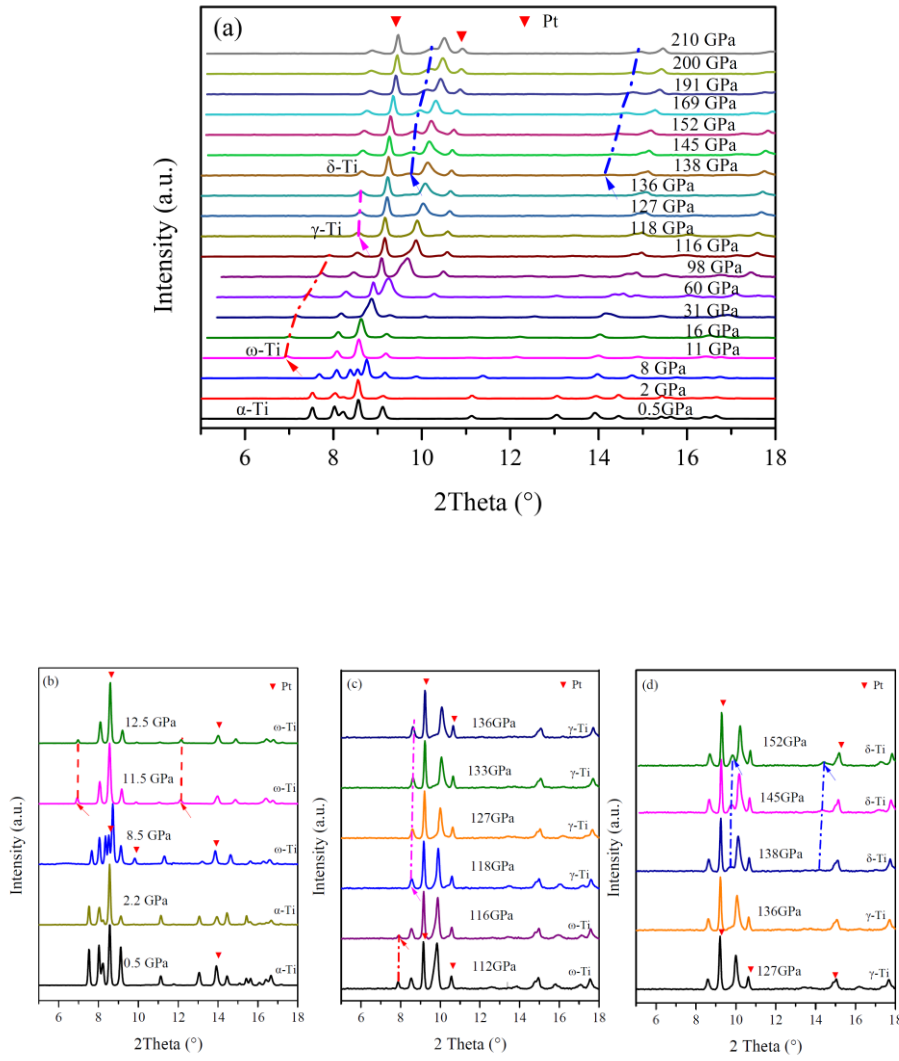 (a)
Pt
210 GPa
200 GPa
191 GPa
169 GPa
152 GPa
145 GPa
δ-Ti
138 GPa
136 GPa
127 GPa
γ-Ti
118 GPa
116 GPa
98 GPa
60 GPa
31 GPa
16 GPa
ω-Ti
11 GPa
8 GPa
2 GPa
α-Ti
0.5GPa
Intensity (a.u.)
6 8 10 12 14 16 18
2Theta (°)
(b)
Pt
12.5 GPa
ω-Ti
11.5 GPa
ω-Ti
8.5 GPa
ω-Ti
2.2 GPa
α-Ti
0.5 GPa
α-Ti
Intensity (a.u.)
6 8 10 12 14 16 18
2Theta (°)
(c)
Pt
136GPa
γ-Ti
133GPa
γ-Ti
127GPa
γ-Ti
118GPa
γ-Ti
116GPa
ω-Ti
112GPa
ω-Ti
Intensity (a.u.)
6 8 10 12 14 16 18
2 Theta (°)
(d)
Pt
152GPa
δ-Ti
145GPa
δ-Ti
138GPa
δ-Ti
136GPa
γ-Ti
127GPa
γ-Ti
Intensity (a.u.)
6 8 10 12 14 16 18
2 Theta (°)